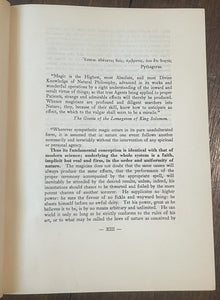 Pythagoras
"Magic is the Highest, most Absolute, and most Divine
Knowledge of Natural Philosophy, advanced in its works and
wonderful operations by a right understanding of the inward and
occult virtue of things; so that true Agents being applied to proper
Patients, strange and admirable effects will thereby be produced.
Whence magicians are profound and diligent searchers into
Nature; they, because of their skill, know how to anticipate an
effect, the which to the vulgar shall seem to be a miracle."
The Goetia of the Lemegeton of King Solomon.
"Wherever sympathetic magic occurs in its pure unadulterated
form, it is assumed that in nature one event follows another
necessarily and invariably without the intervention of any spiritual
or personal agency.
Thus its fundamental conception is identical with that of
modern science; underlying the whole system is a faith,
implicit but real and firm, in the order and uniformity of
nature. The magician does not doubt that the same causes will
always produce the same effects, that the performance of the
proper ceremony accompanied by the appropriate spell, will
inevitably be attended by the desired results, unless, indeed, his
incantations should chance to be thwarted and foiled by the more
potent charms of another sorcerer. He supplicates no higher
power: he sues the favour of no fickle and wayward being: he
abases himself before no awful deity. Yet his power, great as he
believes it to be, is by no means arbitrary and unlimited. He can
wield it only so long as he strictly conforms to the rules of his
art, or to what may be called the laws of nature as conceived by
XIII